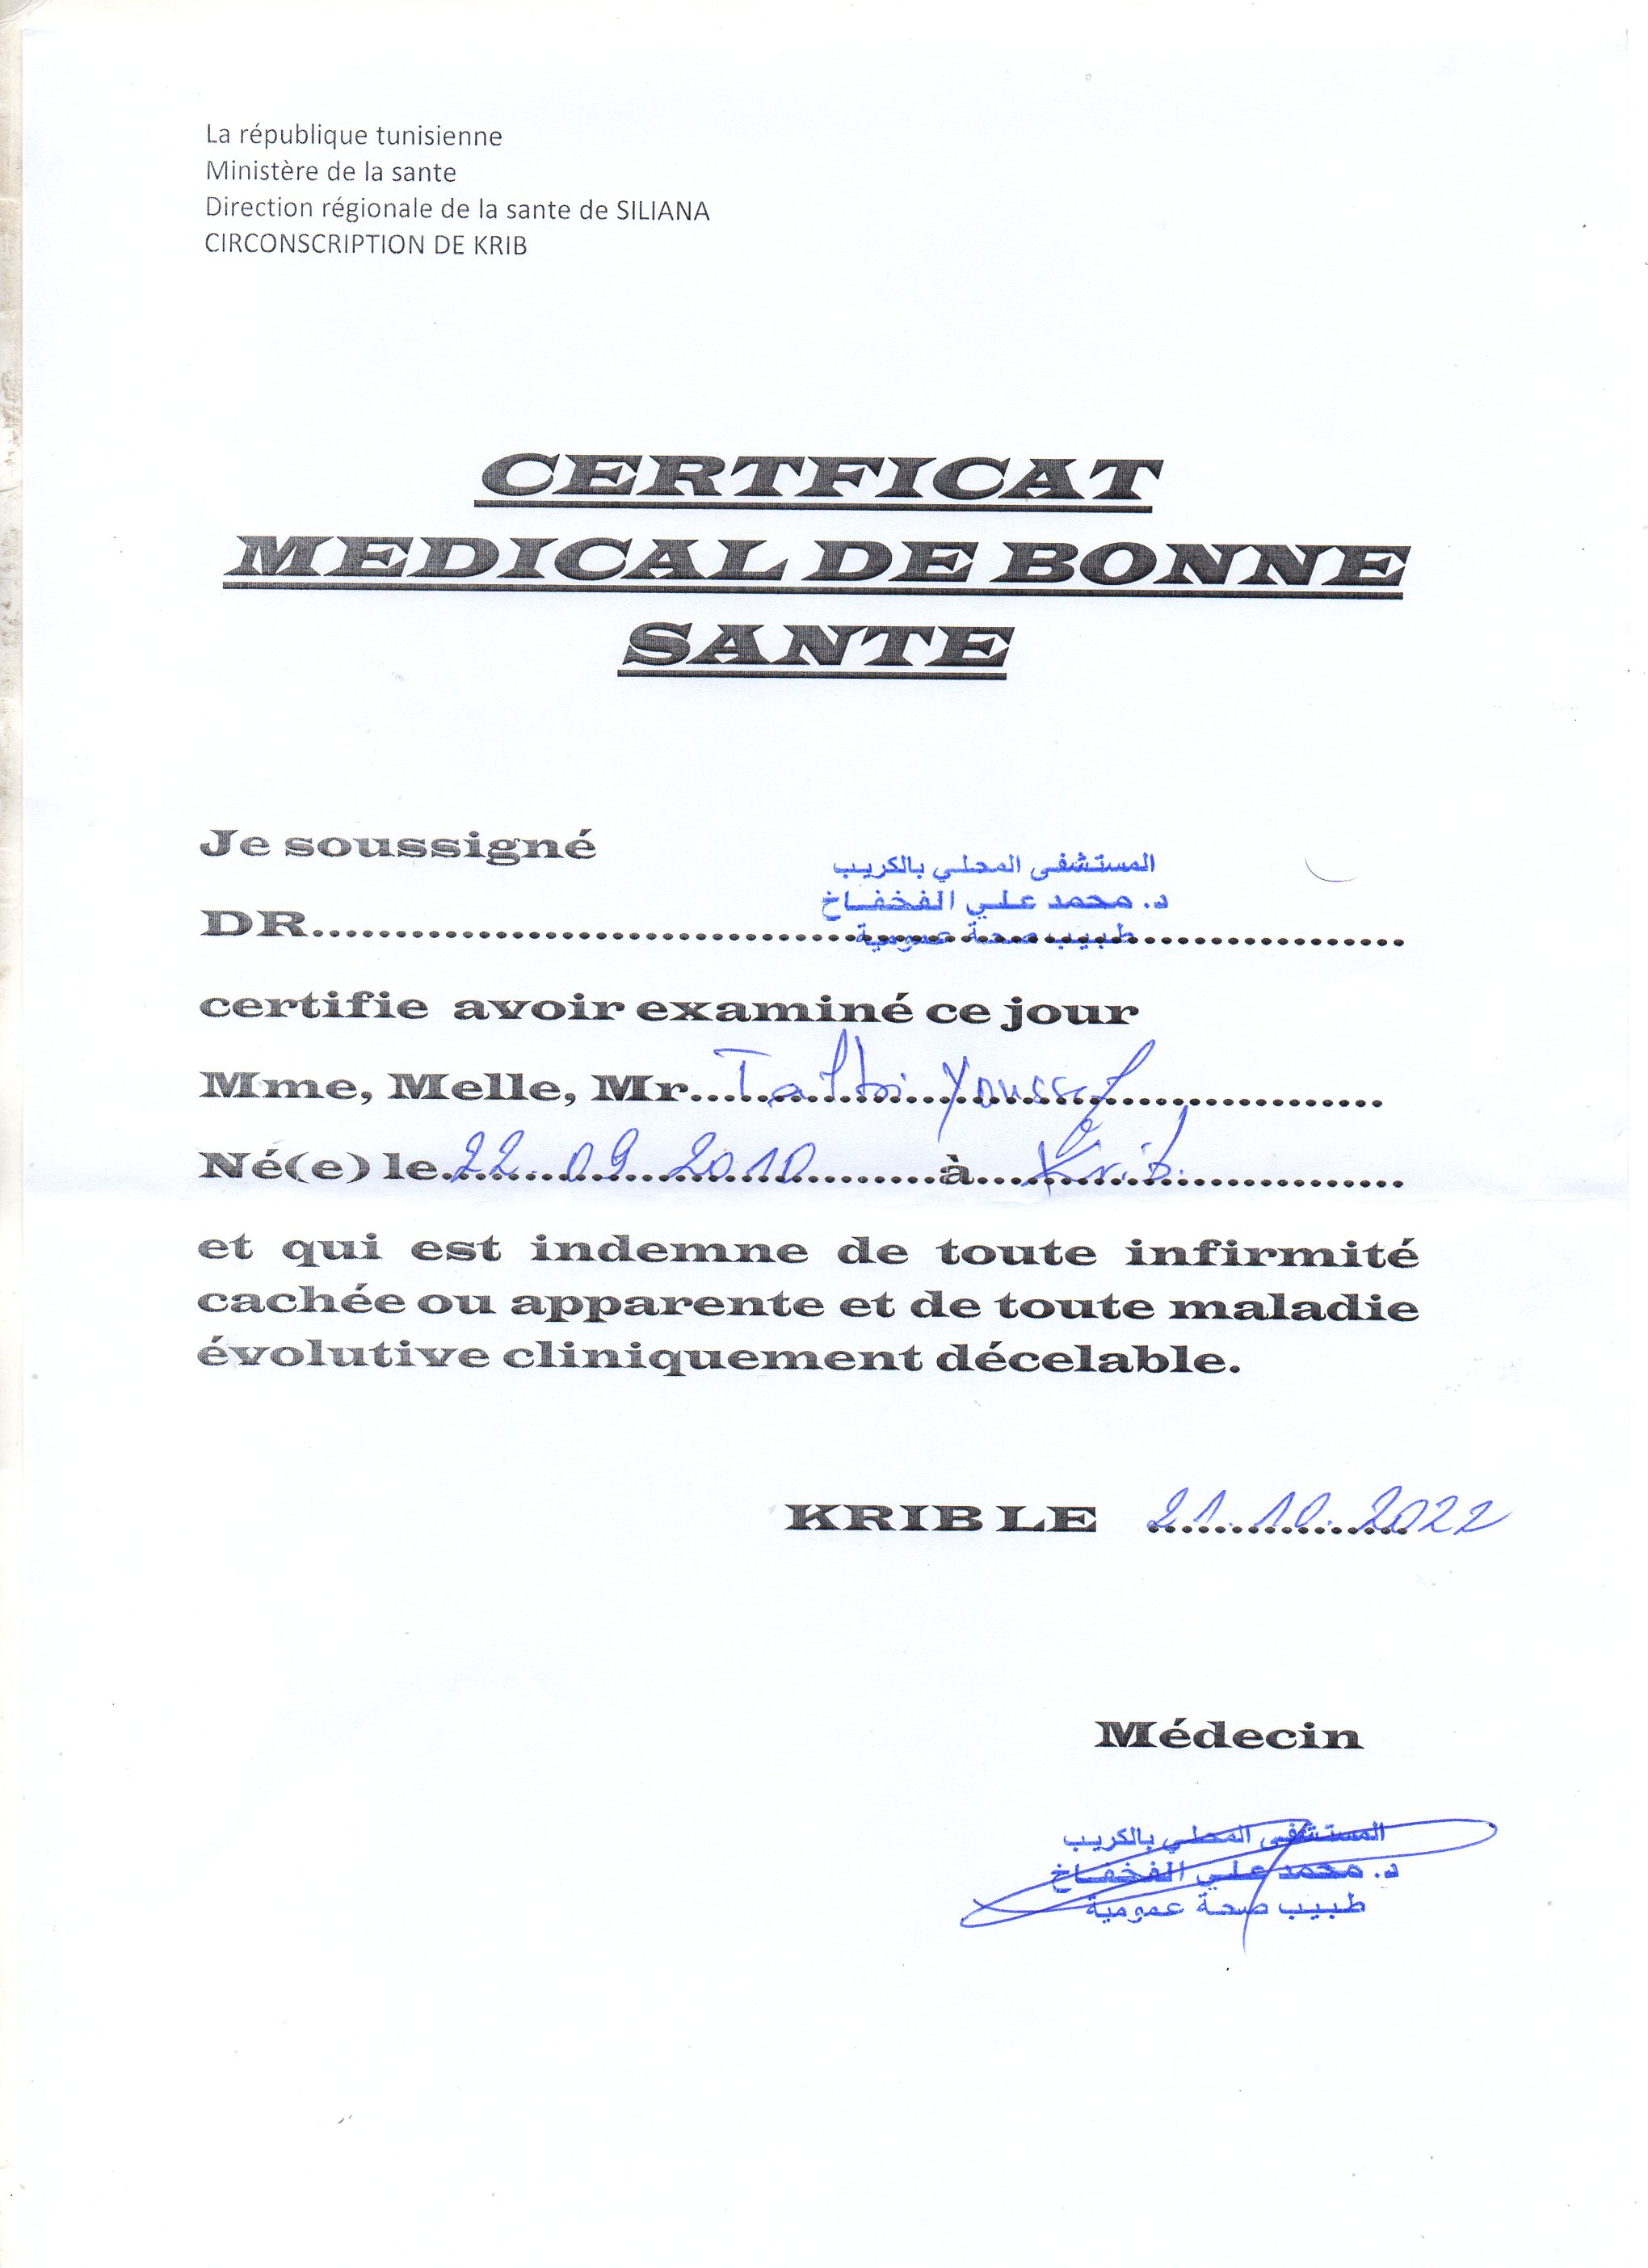 La république tunisienne
Ministère de la sante
Direction régionale de la sante de SILIANA
CIRCONSCRIPTION DE KRIB
CERTFICAT
MEDICAL DE BONNE
SANTE
Je soussigné
المستشفى المحلي بالكريب
د. محمد علي الفخفاخ
DR.................... طبيب صحة عمومية ....................
certifie avoir examiné ce jour
Mme, Melle, Mr... Talbi Youssef ....................
Né(e) le 22 09 2010 ........à.... Krib ....................
et qui est indemne de toute infirmité
cachée ou apparente et de toute maladie
évolutive cliniquement décelable.
KRIB LE 21. 10. 2022
Médecin
المستشفى المحلي بالكريب
د. محمد علي الفخفاخ
طبيب صحة عمومية